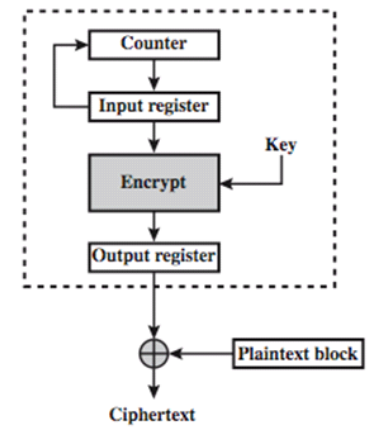 Counter
Input register
Key
Encrypt
Output register
Plaintext block
Ciphertext